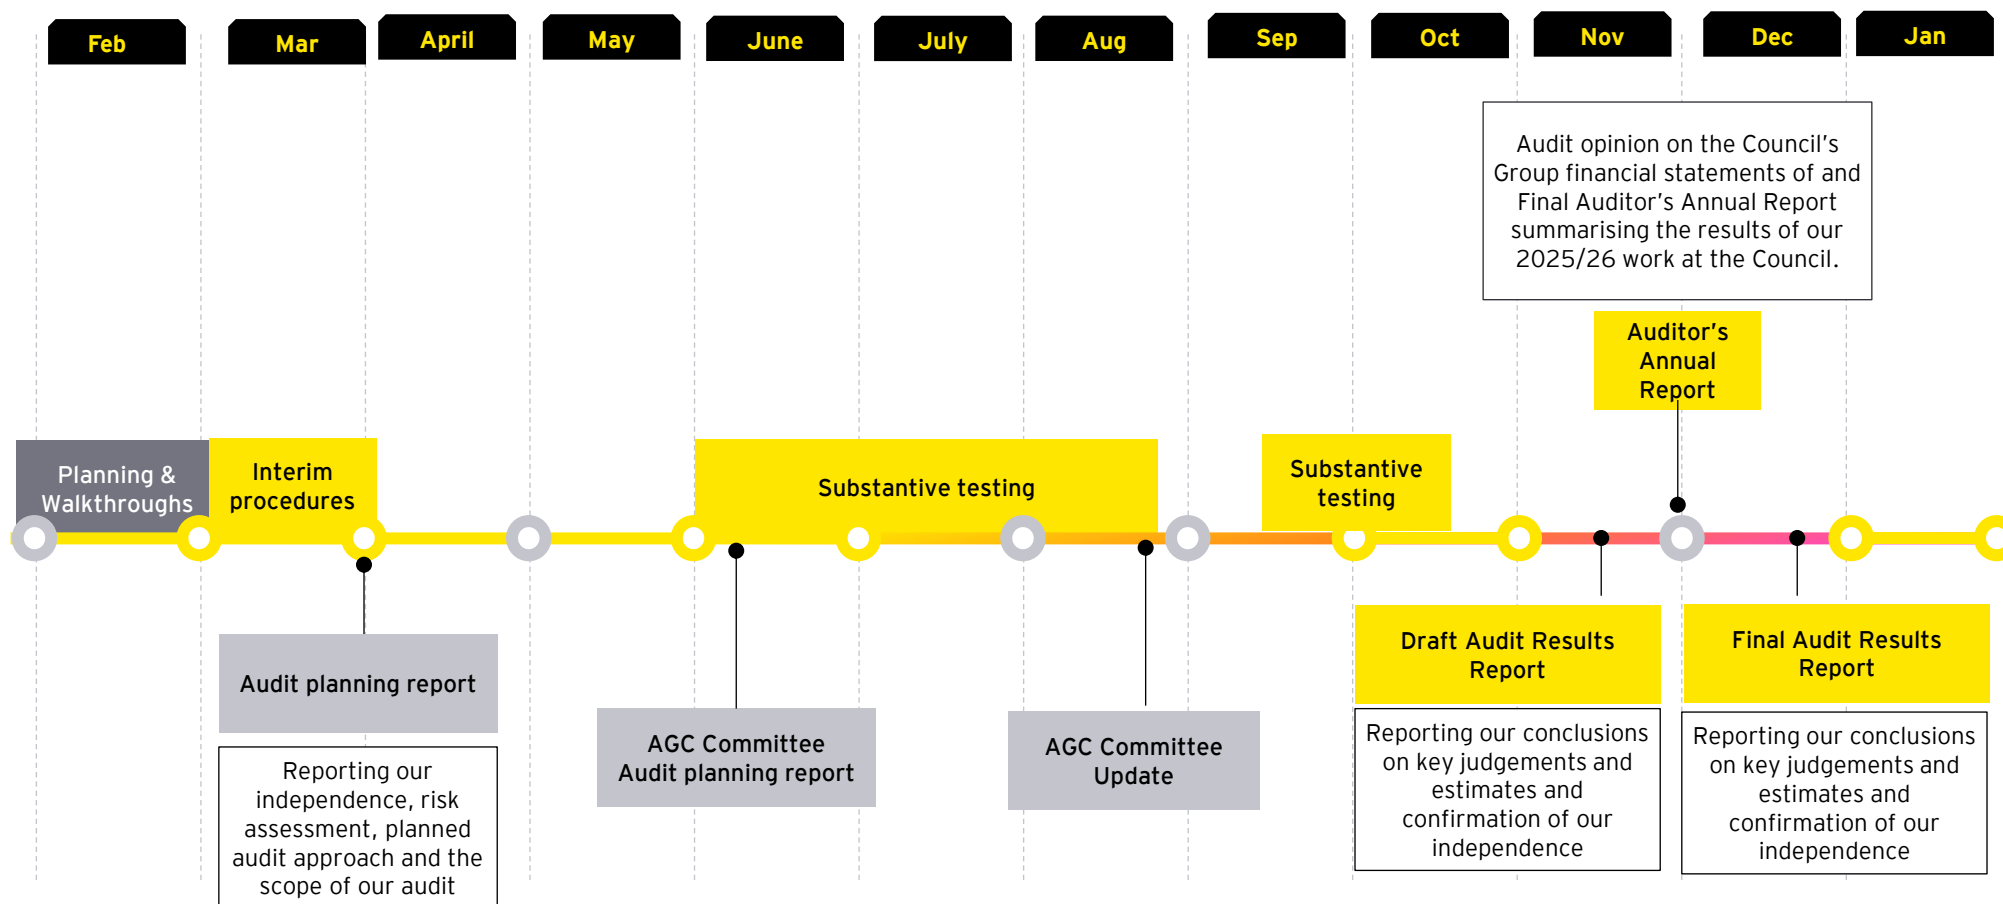 Feb
Mar
April
May
June
July
Aug
Sep
Oct
Nov
Dec
Jan
Audit opinion on the Council's
Group financial statements of and
Final Auditor's Annual Report
summarising the results of our
2025/26 work at the Council.
Auditor's
Annual
Report
Planning &
Walkthroughs
Interim
procedures
Substantive testing
Substantive
testing
Audit planning report
Reporting our
independence, risk
assessment, planned
audit approach and the
scope of our audit
AGC Committee
Audit planning report
AGC Committee
Update
Draft Audit Results
Report
Reporting our conclusions
on key judgements and
estimates and
confirmation of our
independence
Final Audit Results
Report
Reporting our conclusions
on key judgements and
estimates and
confirmation of our
independence